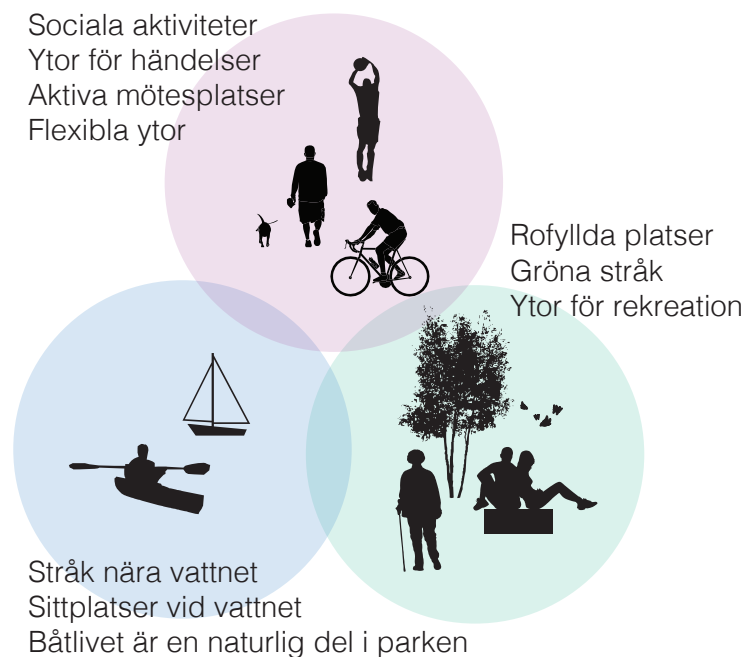 Sociala aktiviteter
Ytor för händelser
Aktiva mötesplatser
Flexibla ytor
Rofyllda platser
Gröna stråk
Ytor för rekreation
Stråk nära vattnet
Sittplatser vid vattnet
Båtlivet är en naturlig del i parken